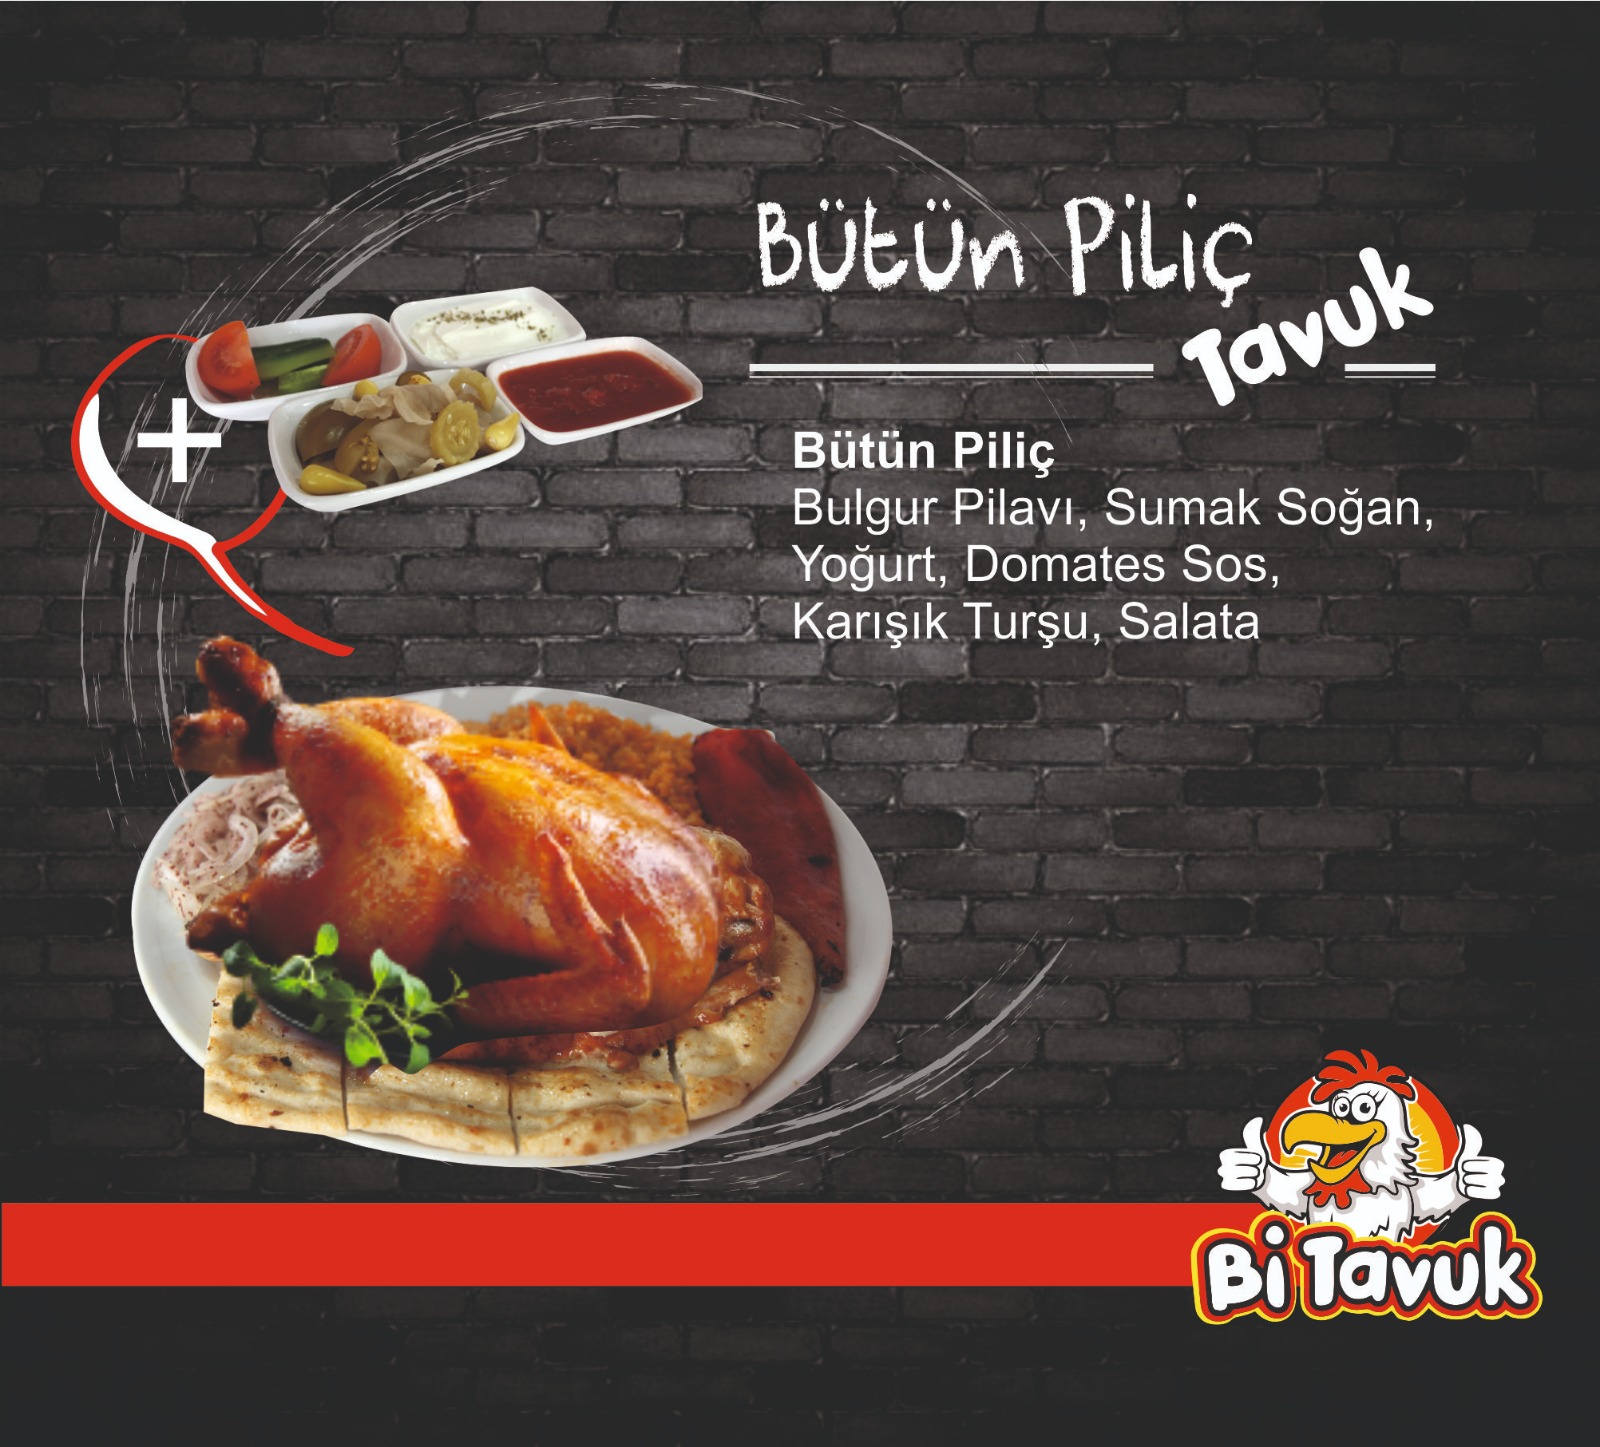 Bütün Piliç
Tavuk
Bütün Piliç
Bulgur Pilavı, Sumak Soğan,
Yoğurt, Domates Sos,
Karışık Turşu, Salata
Bi Tavuk